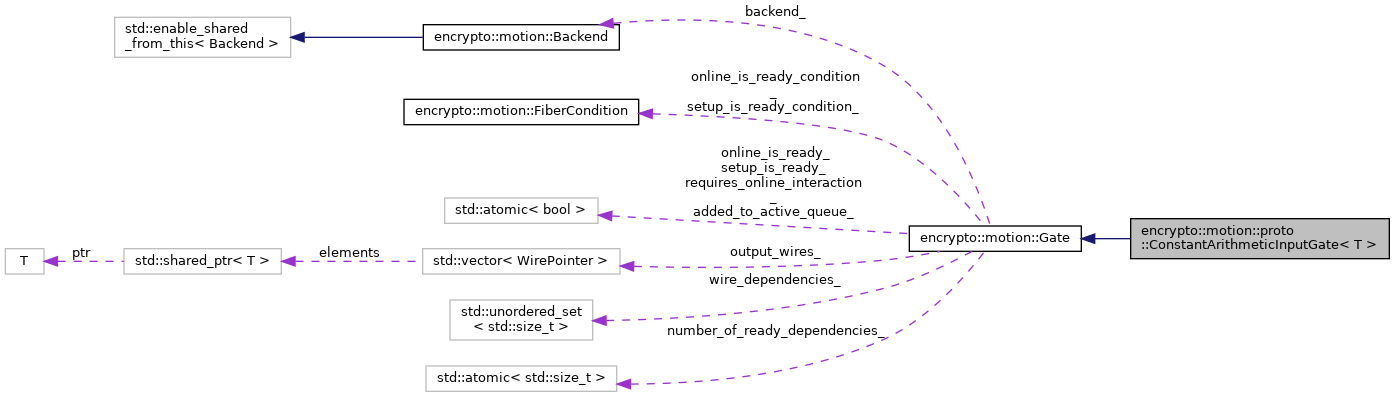 backend_
std::enable_shared
_from_this< Backend >
encrypto::motion::Backend
online_is_ready_condition
_
setup_is_ready_condition_
encrypto::motion::FiberCondition
online_is_ready_
setup_is_ready_
requires_online_interaction
_
added_to_active_queue_
std::atomic< bool >
encrypto::motion::Gate
encrypto::motion::proto
::ConstantArithmeticInputGate< T >
output_wires_
T
ptr
std::shared_ptr< T >
elements
std::vector< WirePointer >
wire_dependencies_
std::unordered_set
< std::size_t >
number_of_ready_dependencies_
std::atomic< std::size_t >